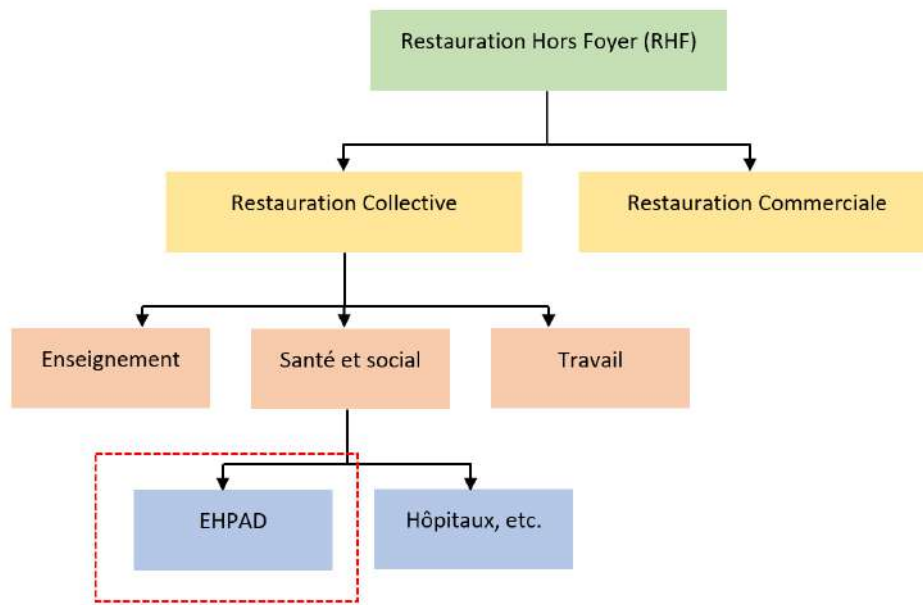 Restauration Hors Foyer (RHF)
Restauration Collective
Restauration Commerciale
Enseignement
Santé et social
Travail
EHPAD
Hôpitaux, etc.